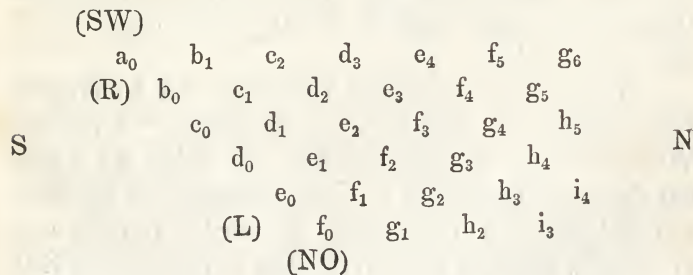 (SW)
a₀ b₁ c₂ d₃ e₄ f₅ g₆
(R) b₀ c₁ d₂ e₃ f₄ g₅
c₀ d₁ e₂ f₃ g₄ h₅
S N
d₀ e₁ f₂ g₃ h₄
e₀ f₁ g₂ h₃ i₄
(L) f₀ g₁ h₂ i₃
(NO)